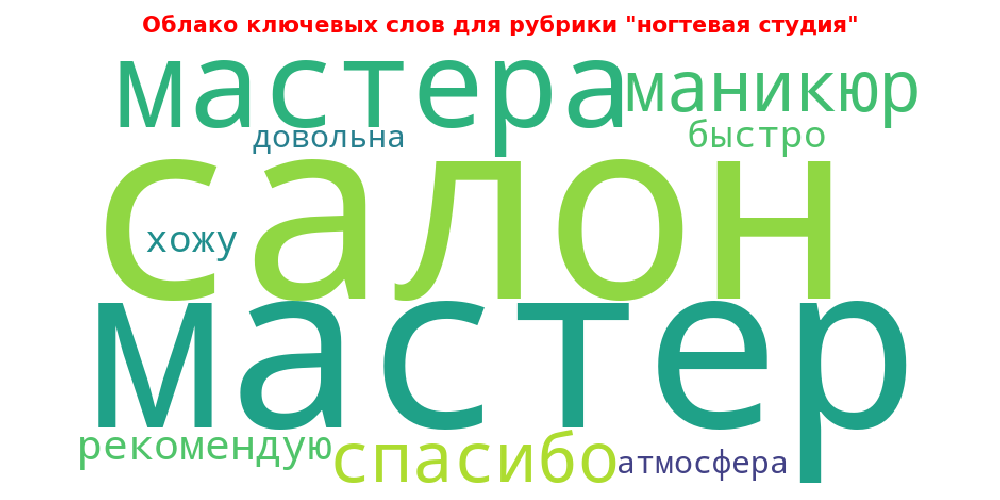 Облако ключевых слов для рубрики "ногтевая студия"
мастера маникюр
довольна быстро
салон
хожу
мастер
рекомендую спасибо атмосфера